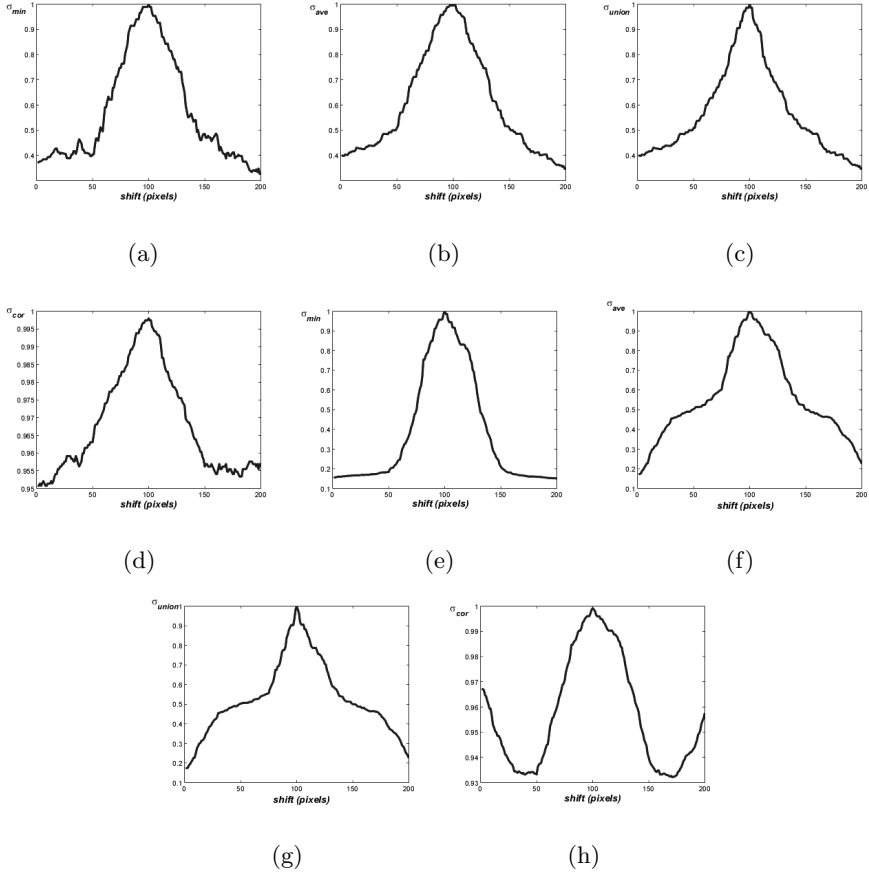 σmin σave σunion
1 1 1
0.9 0.9 0.9
0.8 0.8 0.8
0.7 0.7 0.7
0.6 0.6 0.6
0.5 0.5 0.5
0.4 0.4 0.4
0 50 100 150 200 0 50 100 150 200 0 50 100 150 200
shift (pixels) shift (pixels) shift (pixels)
(a) (b) (c)
σcor σmin σave
1 1 1
0.995 0.9 0.9
0.99 0.8 0.8
0.985 0.7 0.7
0.98 0.6 0.6
0.975 0.5 0.5
0.97 0.4 0.4
0.965 0.3 0.3
0.96 0.2 0.2
0.955 0.1 0.1
0.95
0 50 100 150 200 0 50 100 150 200 0 50 100 150 200
shift (pixels) shift (pixels) shift (pixels)
(d) (e) (f)
σunion σcor
1 1
0.9 0.99
0.8 0.98
0.7 0.97
0.6 0.96
0.5 0.95
0.4 0.94
0.3 0.93
0.2
0.1
0 50 100 150 200 0 50 100 150 200
shift (pixels) shift (pixels)
(g) (h)